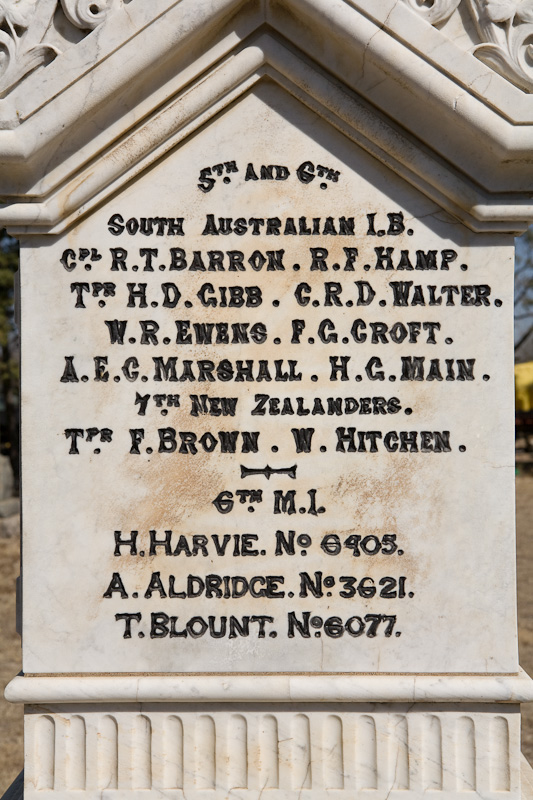 5TH AND 6TH
SOUTH AUSTRALIAN I.B.
CPL R.T. BARRON . R.F. HAMP.
TPR H.D. GIBB . C.R.D. WALTER.
W.R. EWENS . F.G. CROFT.
A.E.C. MARSHALL . H.G. MAIN.
7TH NEW ZEALANDERS.
TPR F. BROWN . W. HITCHEN.
6TH M.I.
H. HARVIE. No 6905.
A. ALDRIDGE. No 3621.
T. BLOUNT. No 6077.